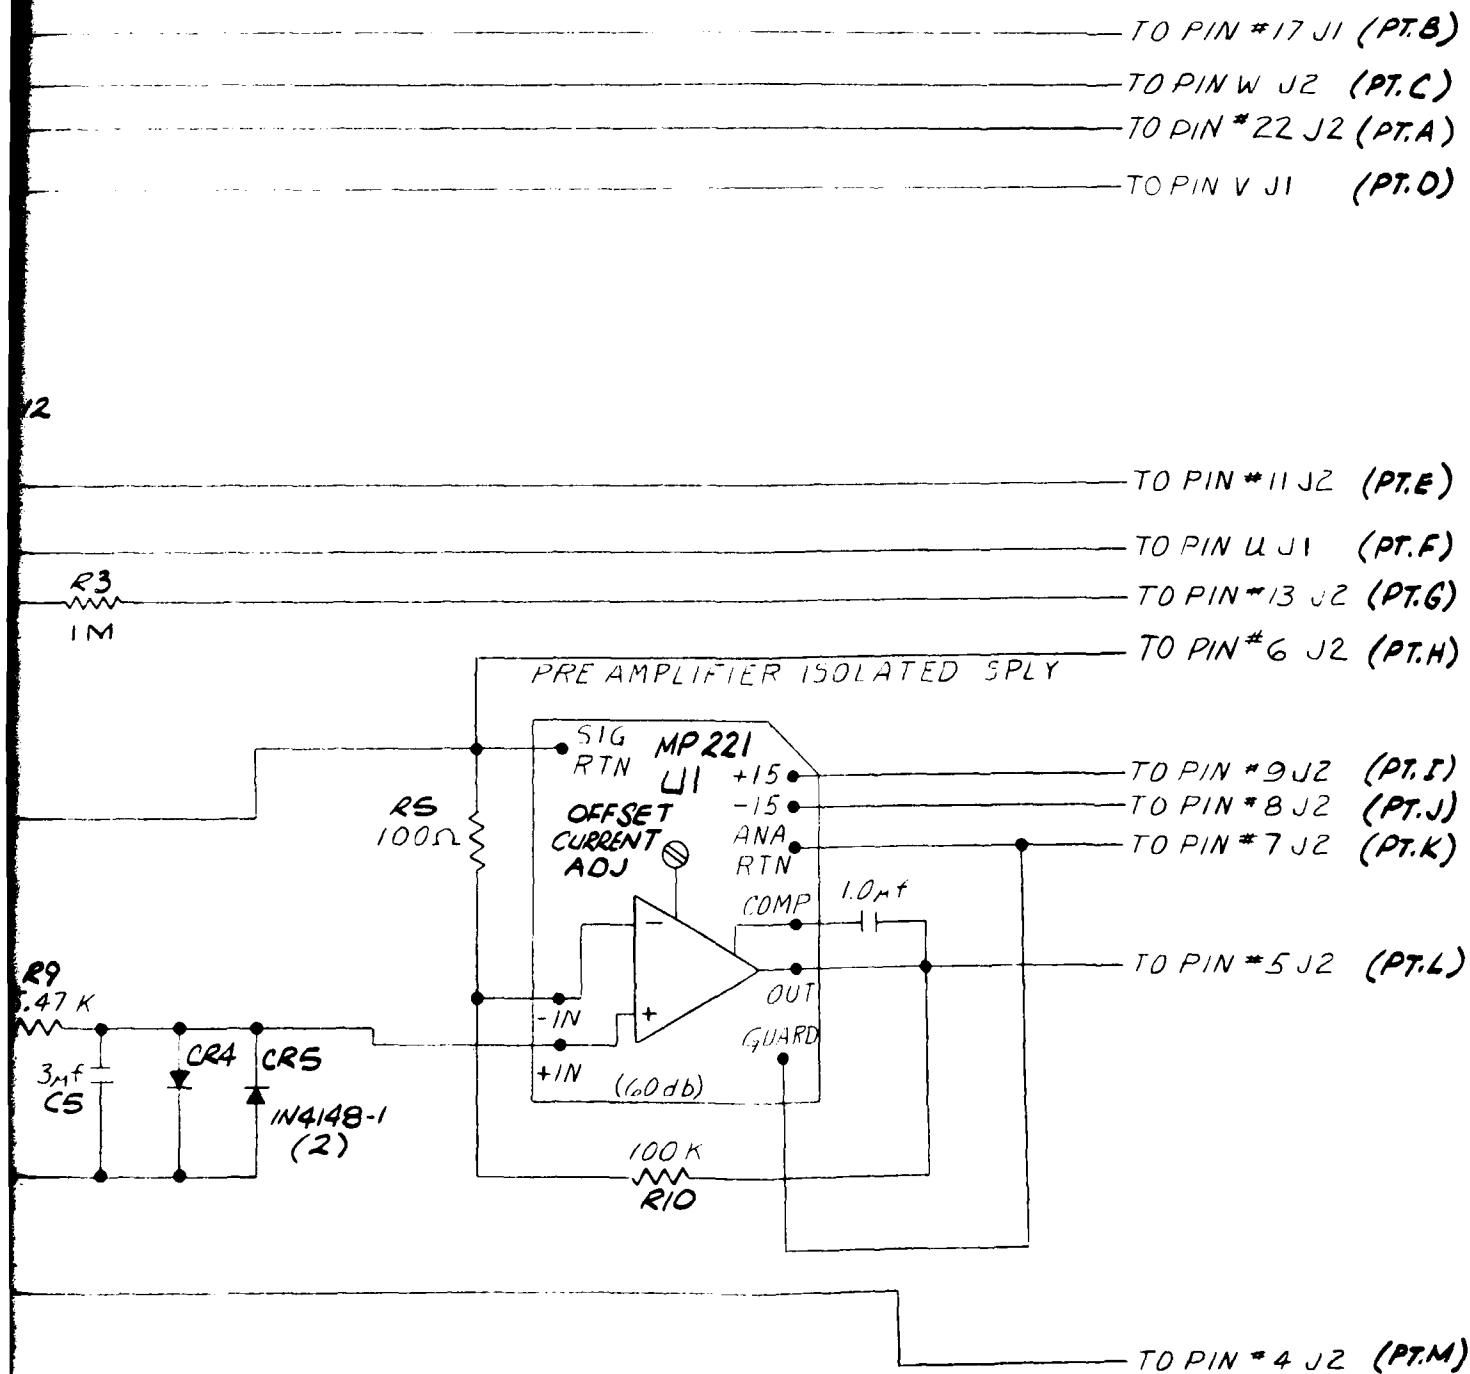 TO PIN #17 J1 (PT.B)
TO PIN W J2 (PT.C)
TO PIN #22 J2 (PT.A)
TO PIN V J1 (PT.D)
TO PIN #11 J2 (PT.E)
TO PIN U J1 (PT.F)
R3
1M
TO PIN #13 J2 (PT.G)
TO PIN #6 J2 (PT.H)
PRE AMPLIFIER ISOLATED SPLY
SIG
RTN
MP221
U1
+15
TO PIN #9 J2 (PT.I)
-15
TO PIN #8 J2 (PT.J)
R5
100Ω
OFFSET
CURRENT
ADJ
ANA
RTN
TO PIN #7 J2 (PT.K)
COMP
1.0μf
-
+
OUT
TO PIN #5 J2 (PT.L)
R9
.47 K
-IN
+IN
GUARD
(60db)
3μf
C5
CR4
CR5
1N4148-1
(2)
100 K
R10
TO PIN #4 J2 (PT.M)